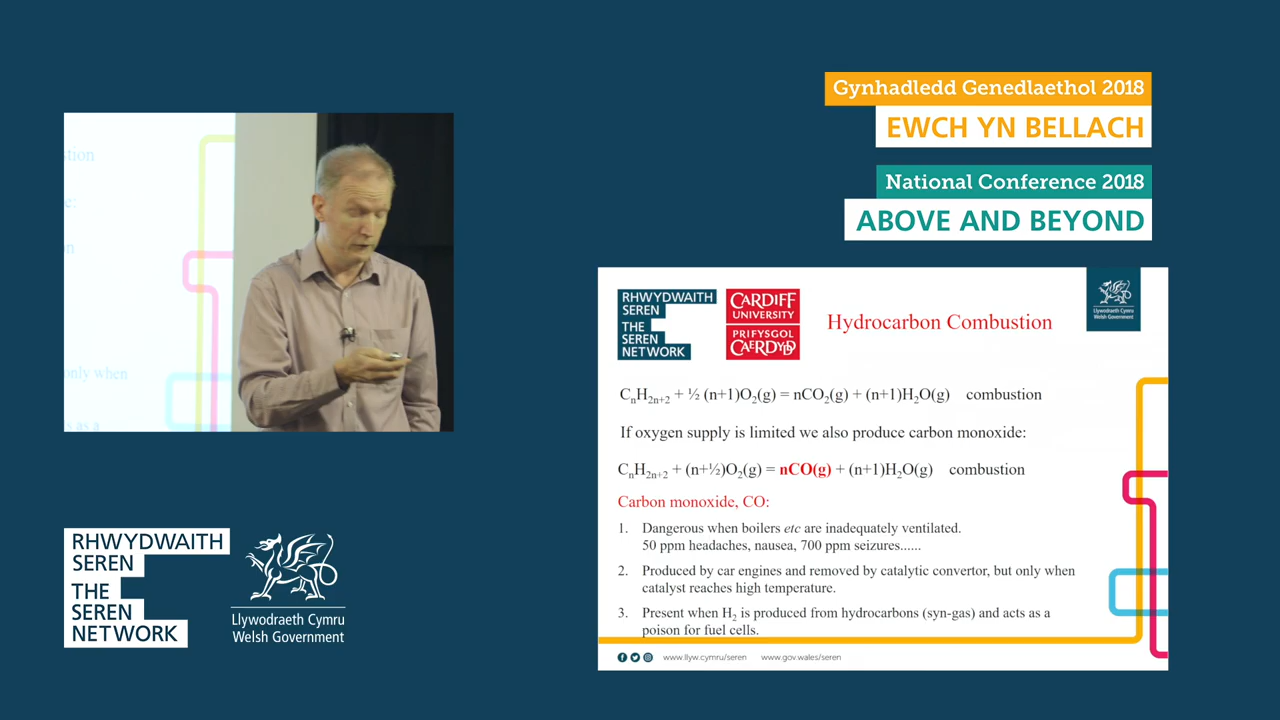 Gynhadledd Genedlaethol 2018
EWCH YN BELLACH
National Conference 2018
ABOVE AND BEYOND
only when
RHWYDWAITH
SEREN
THE
SEREN
NETWORK
Llywodraeth Cymru
Welsh Government
RHWYDWAITH
SEREN
THE
SEREN
NETWORK
CARDIFF
UNIVERSITY
PRIFYSGOL
CAERDYDD
Hydrocarbon Combustion
Llywodraeth Cymru
Welsh Government
CₙH₂ₙ₊₂ + ½ (n+1)O₂(g) = nCO₂(g) + (n+1)H₂O(g) combustion
If oxygen supply is limited we also produce carbon monoxide:
CₙH₂ₙ₊₂ + (n+½)O₂(g) = nCO(g) + (n+1)H₂O(g) combustion
Carbon monoxide, CO:
1. Dangerous when boilers etc are inadequately ventilated.
50 ppm headaches, nausea, 700 ppm seizures......
2. Produced by car engines and removed by catalytic convertor, but only when
catalyst reaches high temperature.
3. Present when H₂ is produced from hydrocarbons (syn-gas) and acts as a
poison for fuel cells.
www.llyw.cymru/seren www.gov.wales/seren